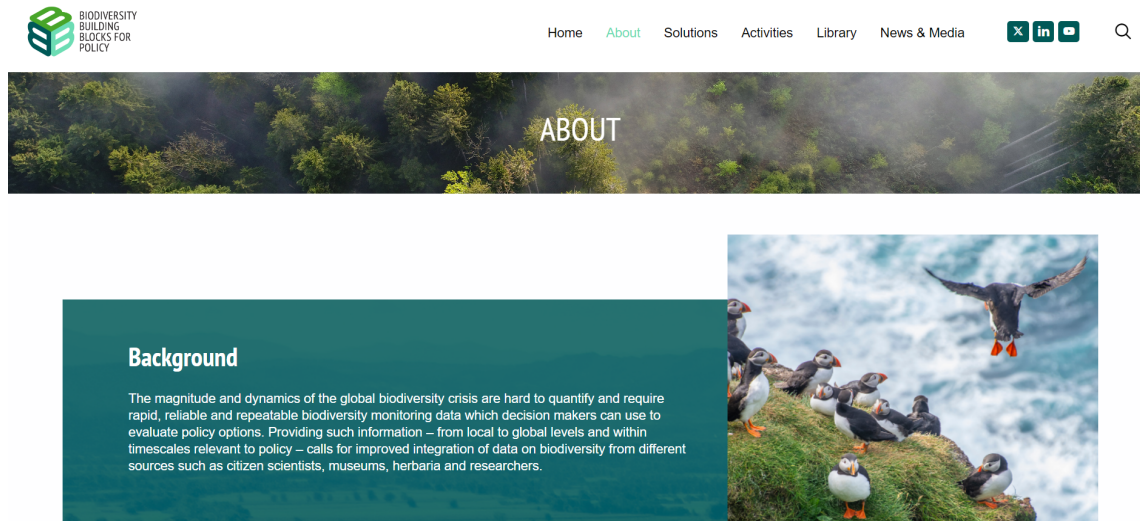 BIODIVERSITY
BUILDING
BLOCKS FOR
POLICY
Home About Solutions Activities Library News & Media
X in
ABOUT
Background
The magnitude and dynamics of the global biodiversity crisis are hard to quantify and require
rapid, reliable and repeatable biodiversity monitoring data which decision makers can use to
evaluate policy options. Providing such information – from local to global levels and within
timescales relevant to policy – calls for improved integration of data on biodiversity from different
sources such as citizen scientists, museums, herbaria and researchers.